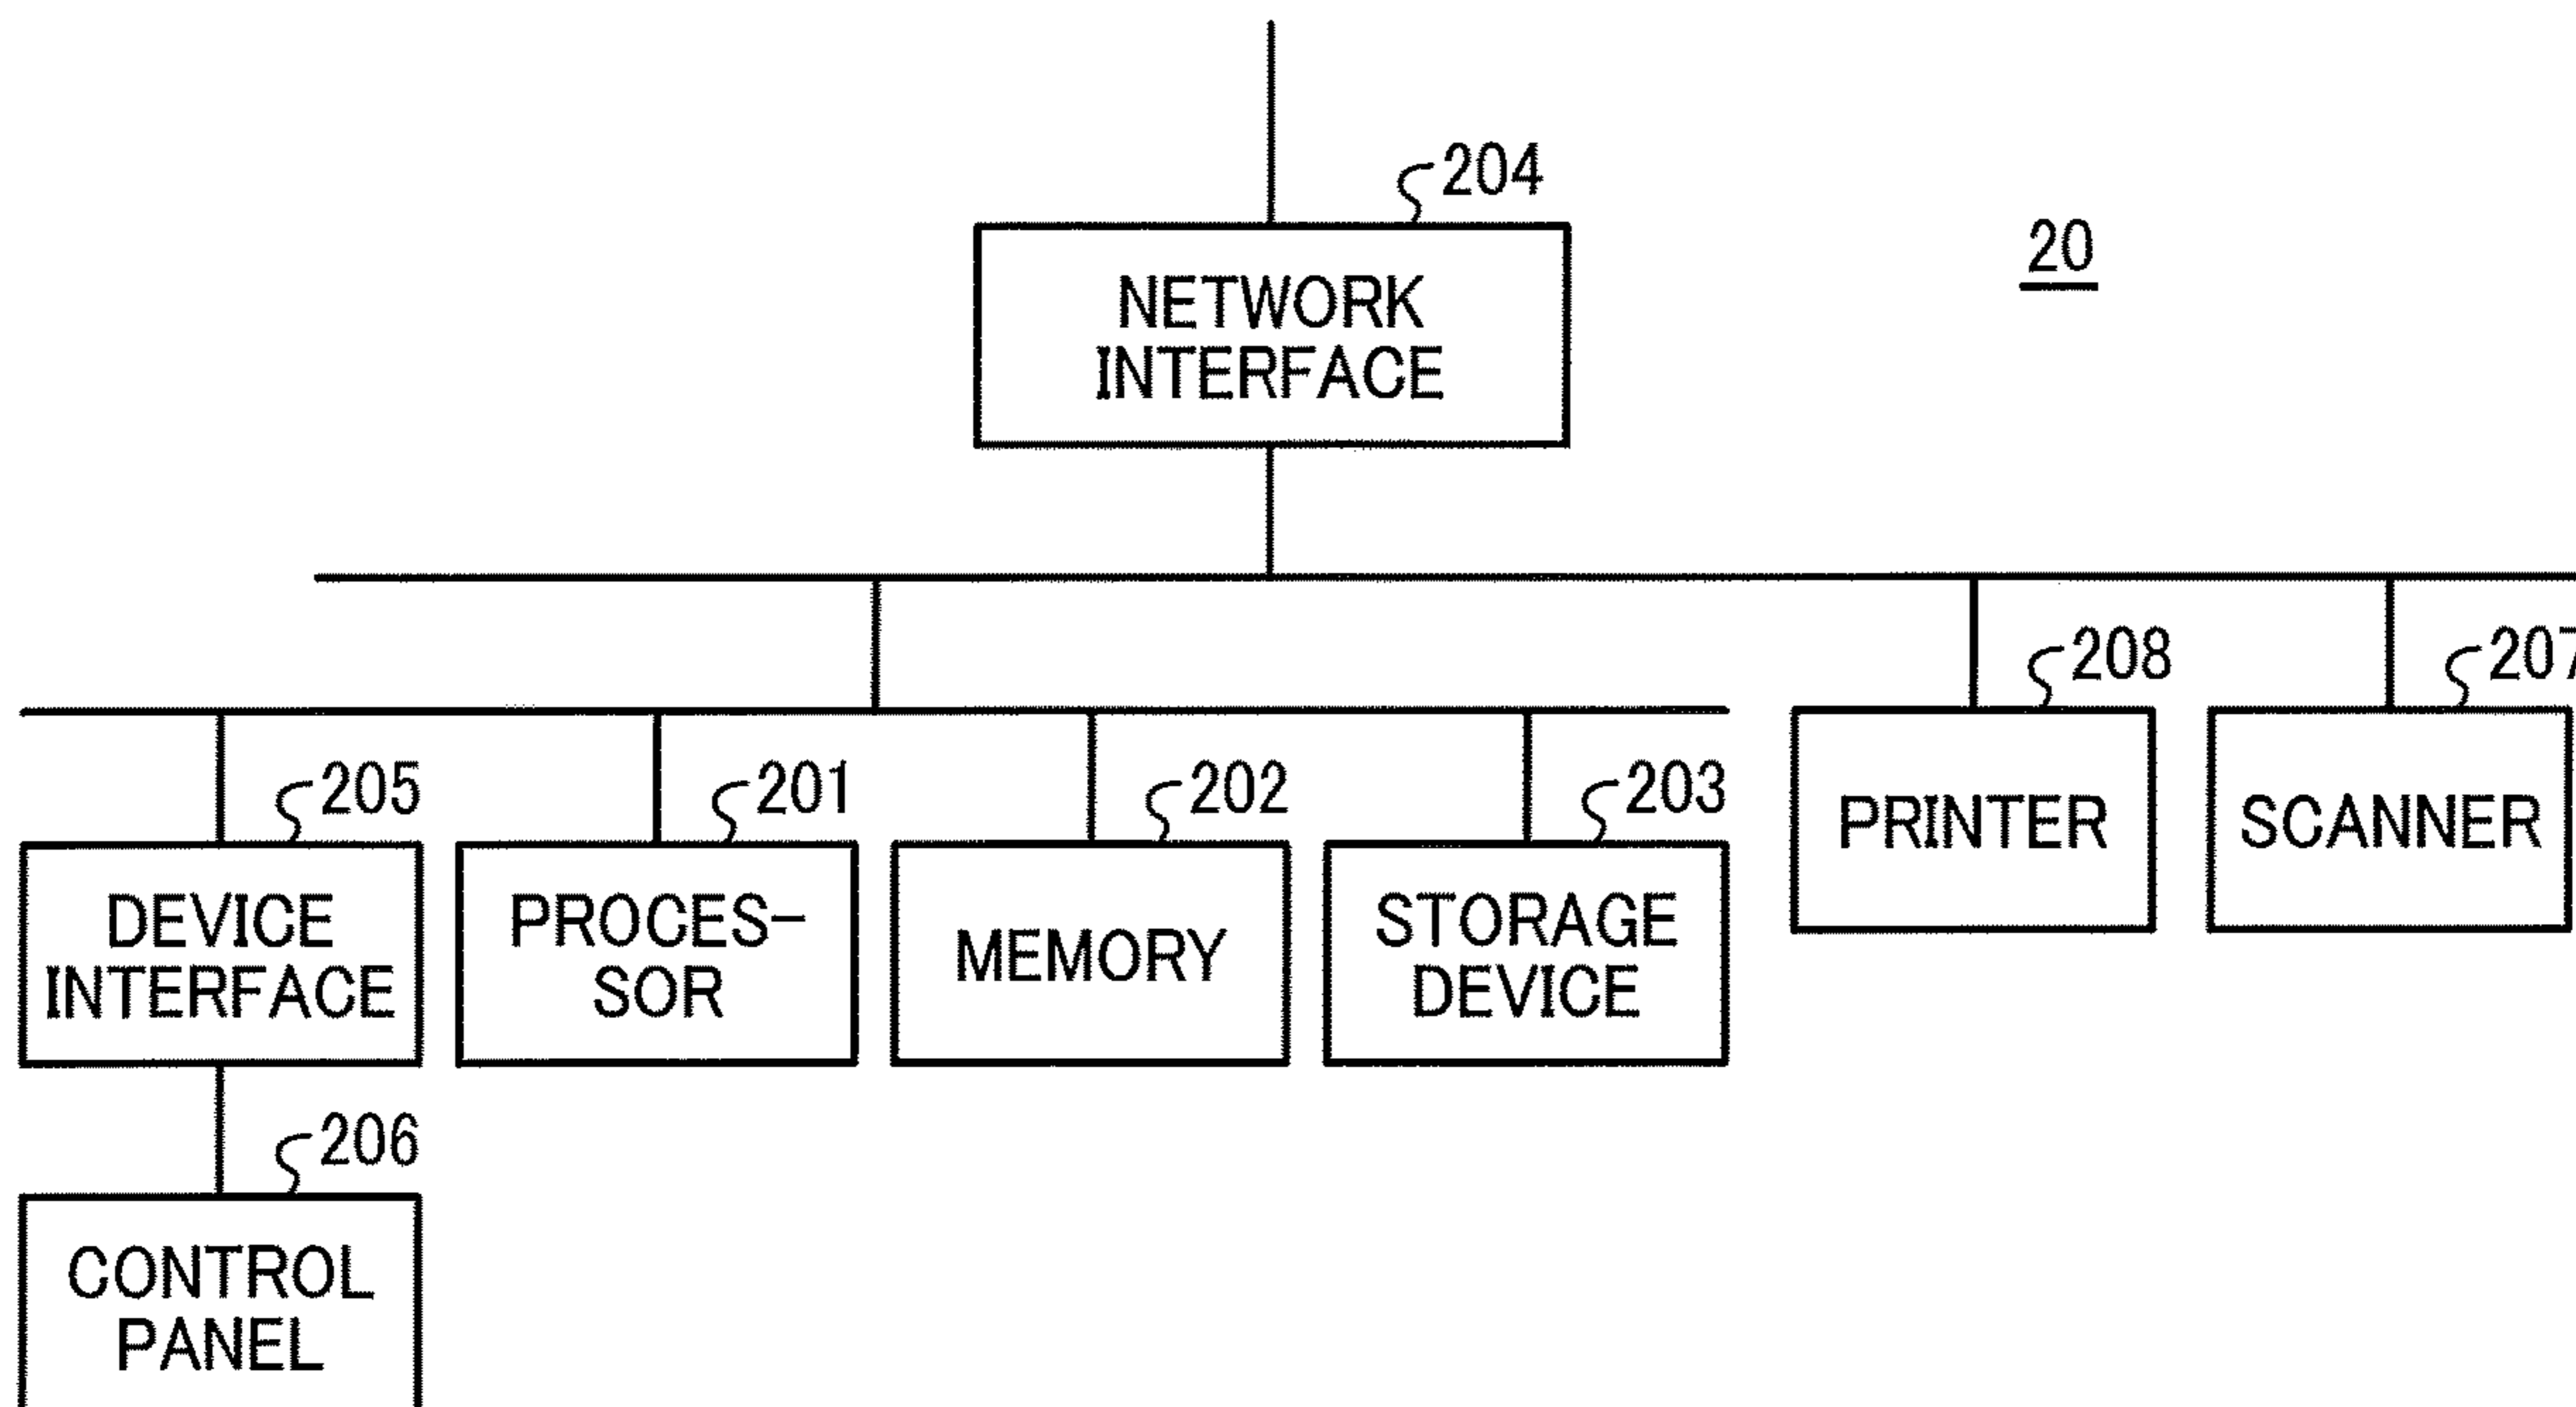 204
20
NETWORK
INTERFACE
208
207
205
201
202
203
PRINTER
SCANNER
DEVICE
INTERFACE
PROCES-
SOR
MEMORY
STORAGE
DEVICE
206
CONTROL
PANEL